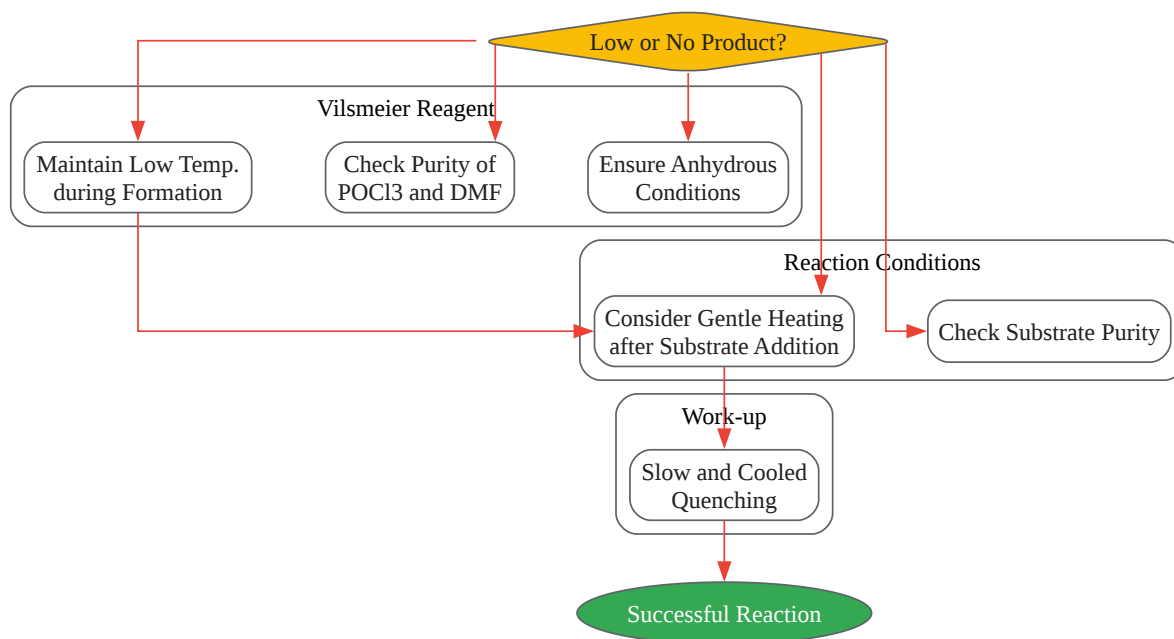 Low or No Product?
Vilsmeier Reagent
Maintain Low Temp.
during Formation
Check Purity of
POCl3 and DMF
Ensure Anhydrous
Conditions
Reaction Conditions
Consider Gentle Heating
after Substrate Addition
Check Substrate Purity
Work-up
Slow and Cooled
Quenching
Successful Reaction